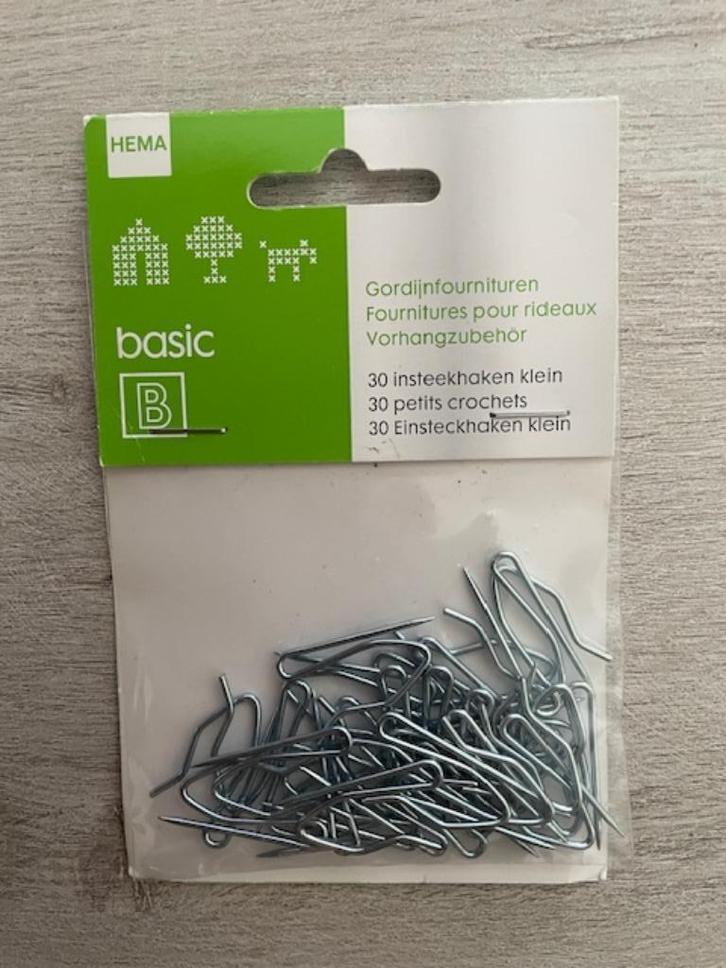 HEMA
basic
B
Gordijnfournituren
Fournitures pour rideaux
Vorhangzubehör
30 insteekhaken klein
30 petits crochets
30 Einsteckhaken klein